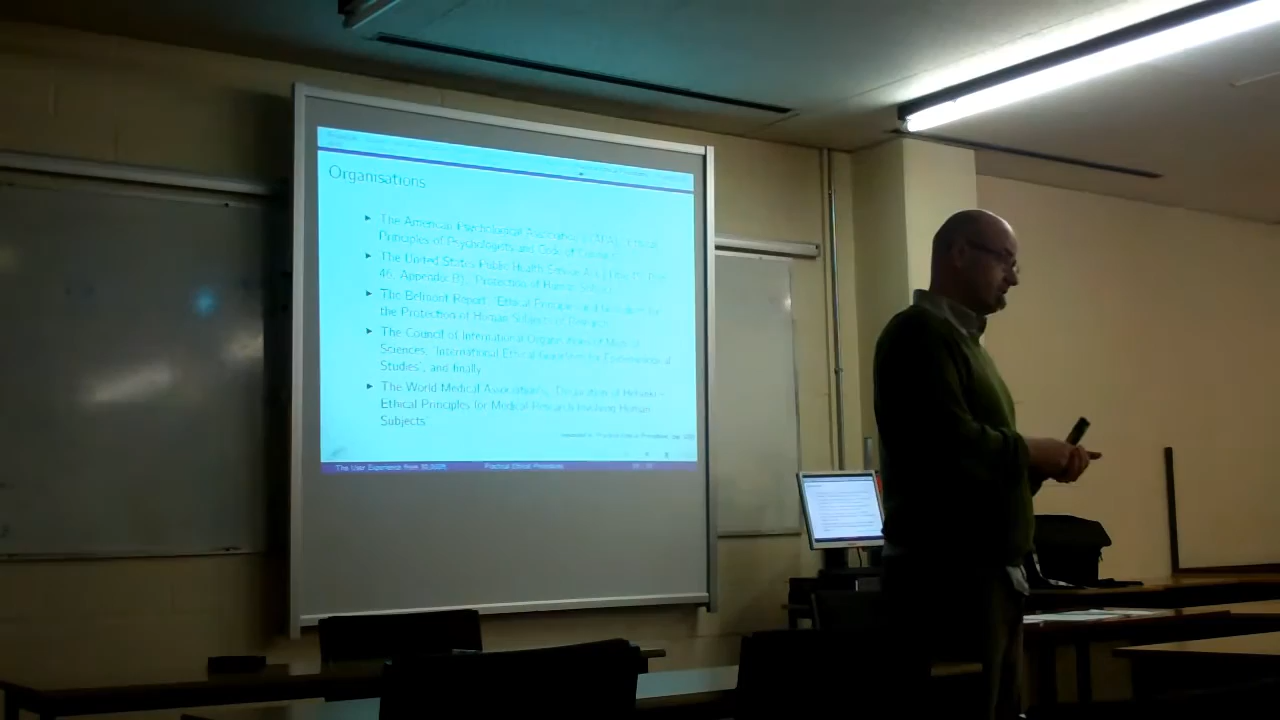 Organisations
► The American Psychological Association's (APA) 'Ethical
Principles of Psychologists and Code of Conduct'
► The United States Public Health Service Act (Title
46, Appendix B), 'Protection of Human Subjects'
► The Belmont Report, 'Ethical Principles and Guidelines for
the Protection of Human Subjects of Research'
► The Council of International Organisations of Medical
Sciences, 'International Ethical Guidelines for Epidemiological
Studies', and finally
► The World Medical Association's, 'Declaration of Helsinki –
Ethical Principles for Medical Research Involving Human
Subjects'
The User Experience from 30,000ft
Practical Ethical Procedures